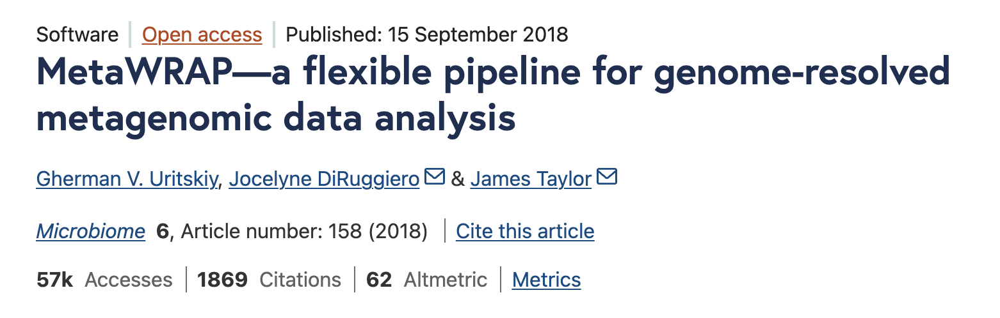 Software | Open access | Published: 15 September 2018
MetaWRAP—a flexible pipeline for genome-resolved
metagenomic data analysis
Gherman V. Uritskiy, Jocelyne DiRuggiero & James Taylor
Microbiome 6, Article number: 158 (2018) | Cite this article
57k Accesses | 1869 Citations | 62 Altmetric | Metrics